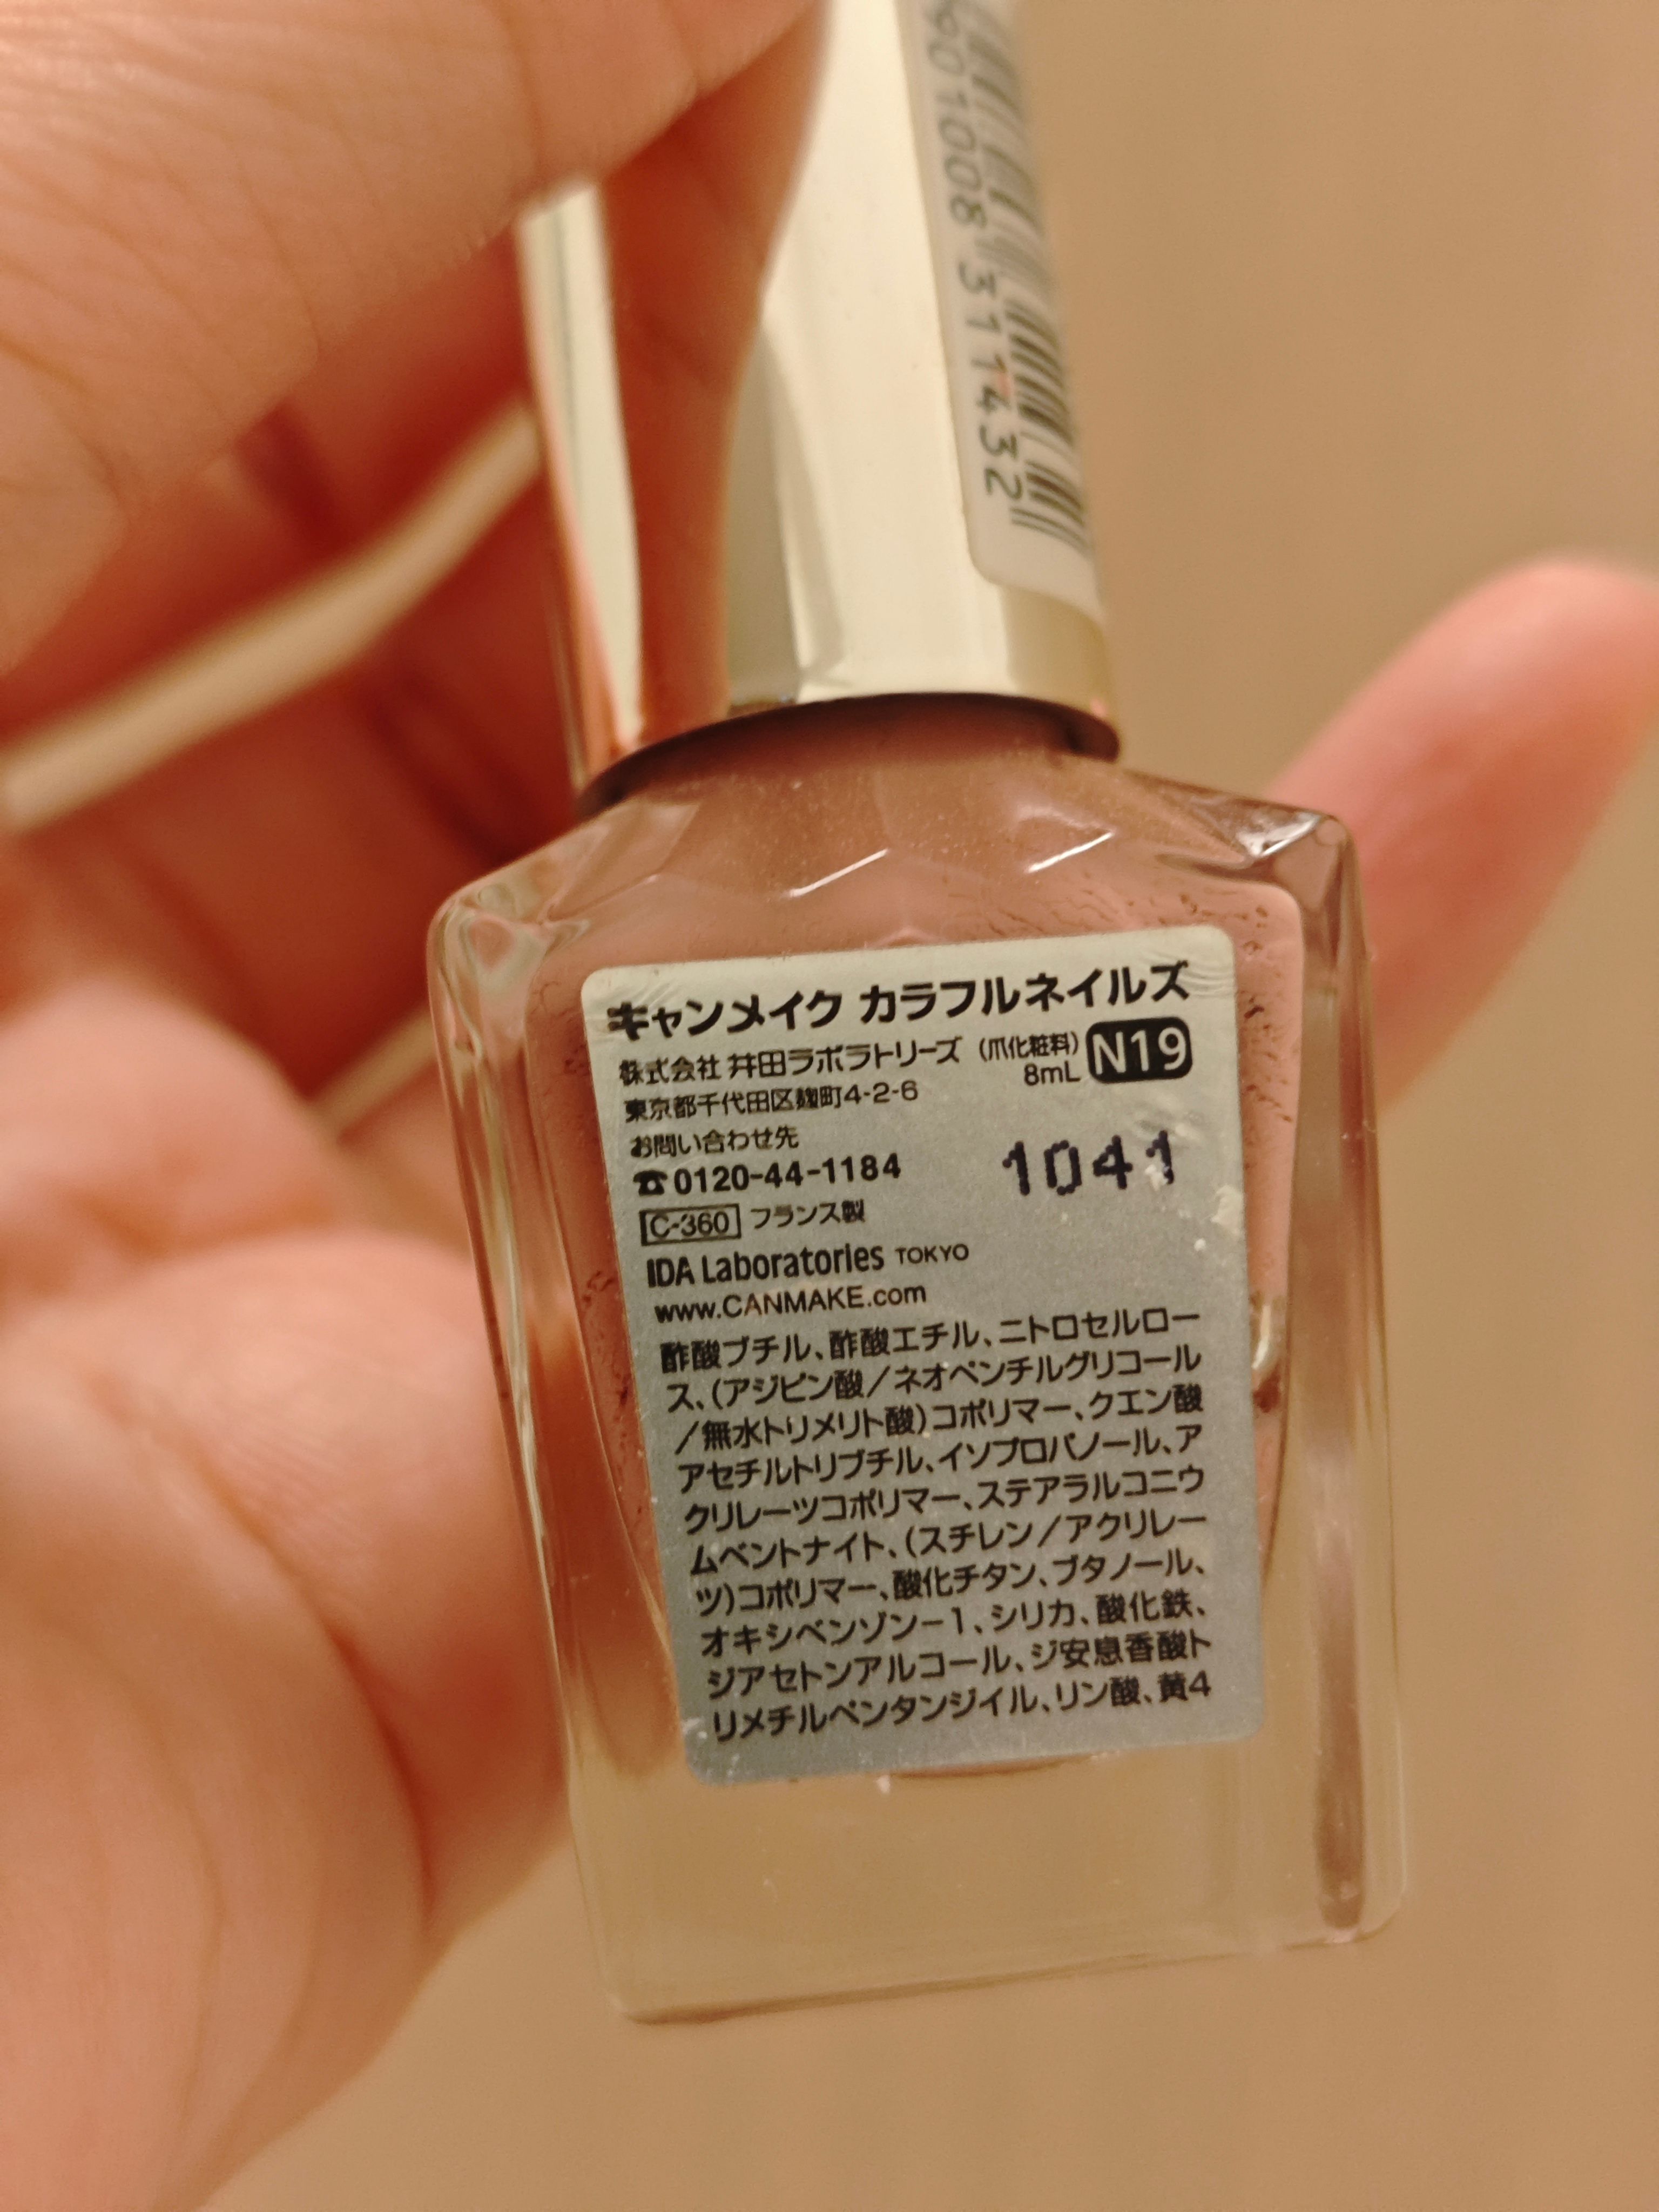 01008 311432
キャンメイク カラフルネイルズ
株式会社 井田ラボラトリーズ (爪化粧料) N19
東京都千代田区麹町4-2-6 8mL
お問い合わせ先
☎0120-44-1184 1041
C-360 フランス製
IDA Laboratories TOKYO
www.CANMAKE.com
酢酸ブチル、酢酸エチル、ニトロセルロー
ス、(アジピン酸/ネオペンチルグリコール
/無水トリメリト酸)コポリマー、クエン酸
アセチルトリブチル、イソプロパノール、ア
クリレーツコポリマー、ステアラルコニウ
ムベントナイト、(スチレン/アクリレー
ツ)コポリマー、酸化チタン、ブタノール、
オキシベンゾン-1、シリカ、酸化鉄、
ジアセトンアルコール、ジ安息香酸ト
リメチルペンタンジイル、リン酸、黄4